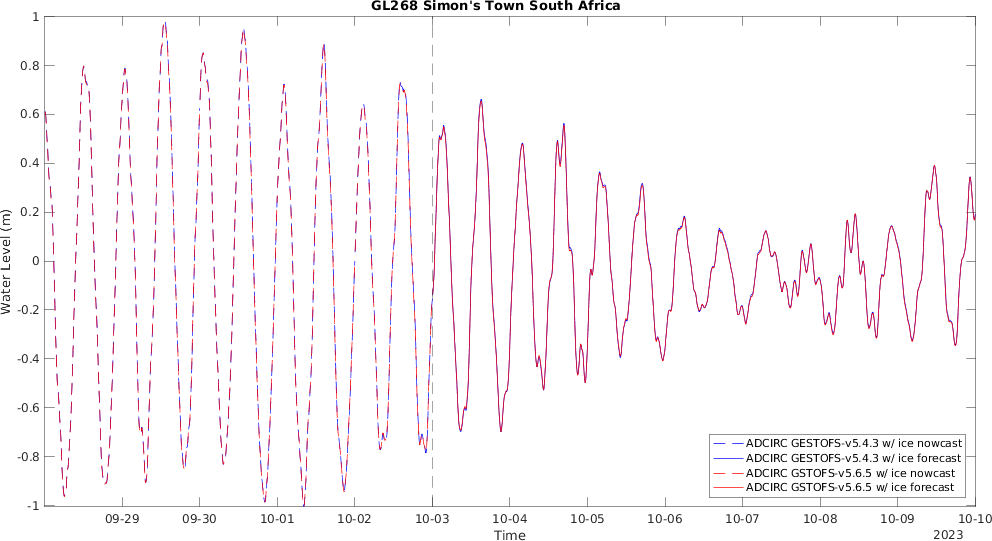 GL268 Simon's Town South Africa
1
0.8
0.6
0.4
0.2
0
-0.2
-0.4
-0.6
-0.8
-1
Water Level (m)
ADCIRC GESTOFS-v5.4.3 w/ ice nowcast
ADCIRC GESTOFS-v5.4.3 w/ ice forecast
ADCIRC GSTOFS-v5.6.5 w/ ice nowcast
ADCIRC GSTOFS-v5.6.5 w/ ice forecast
09-29 09-30 10-01 10-02 10-03 10-04 10-05 10-06 10-07 10-08 10-09 10-10
Time
2023